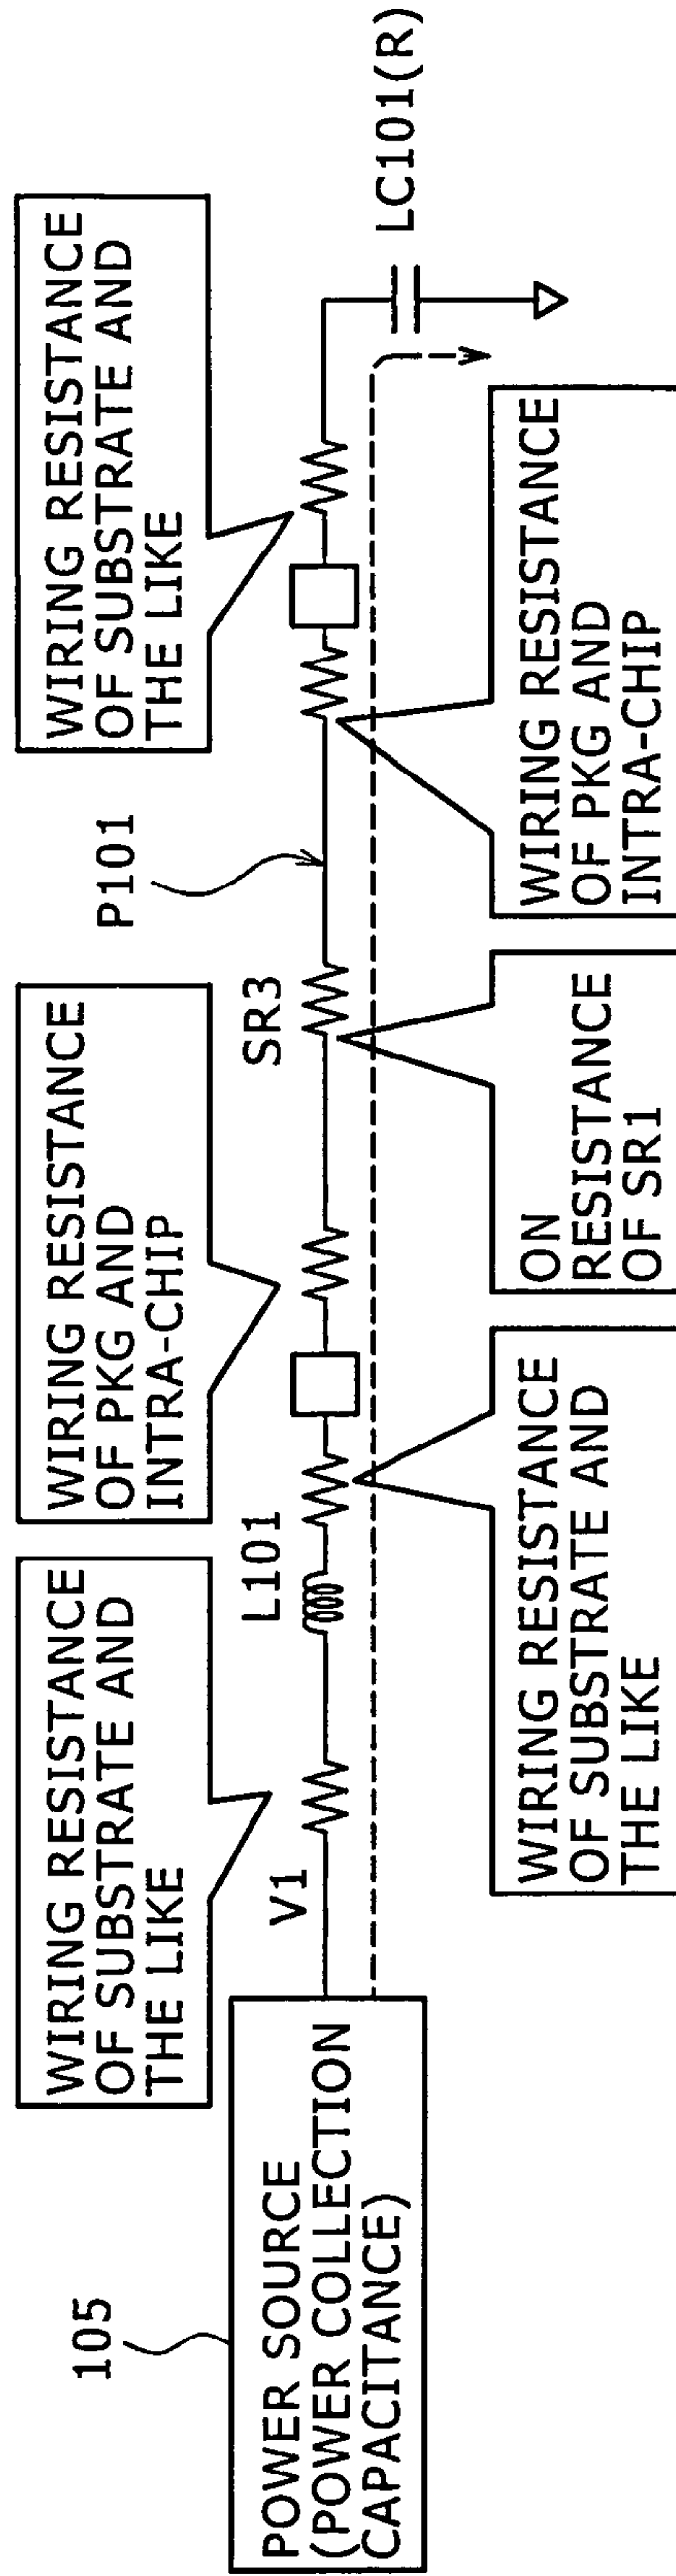 105
POWER SOURCE
(POWER COLLECTION
CAPACITANCE)
V1
WIRING RESISTANCE
OF SUBSTRATE AND
THE LIKE
L101
WIRING RESISTANCE
OF SUBSTRATE AND
THE LIKE
WIRING RESISTANCE
OF PKG AND
INTRA-CHIP
SR3
ON
RESISTANCE
OF SR1
P101
WIRING RESISTANCE
OF PKG AND
INTRA-CHIP
WIRING RESISTANCE
OF SUBSTRATE AND
THE LIKE
LC101(R)